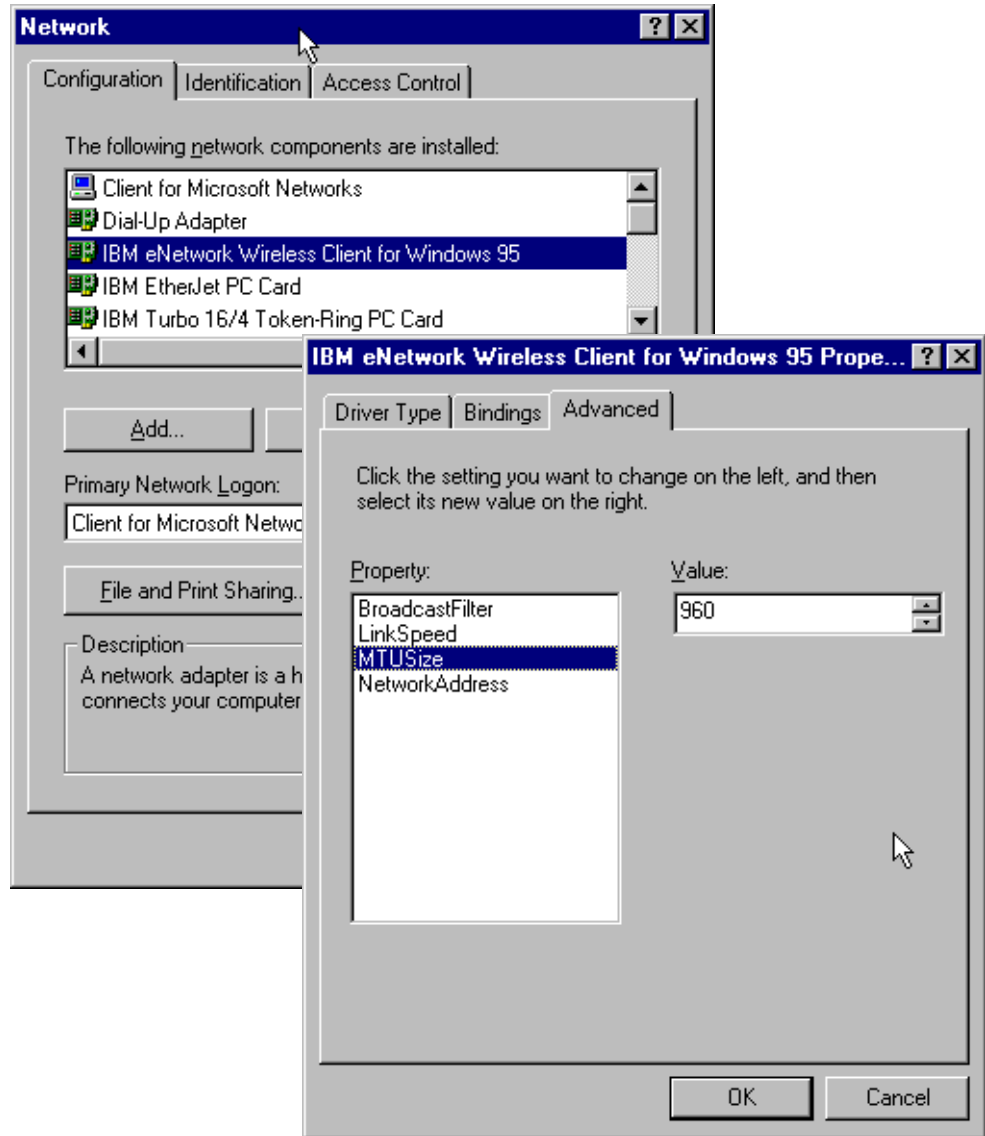 Network
Configuration Identification Access Control
The following network components are installed:
Client for Microsoft Networks
Dial-Up Adapter
IBM eNetwork Wireless Client for Windows 95
IBM EtherJet PC Card
IBM Turbo 16/4 Token-Ring PC Card
Add...
Primary Network Logon:
Client for Microsoft Netwo
File and Print Sharing..
Description
A network adapter is a h
connects your computer
IBM eNetwork Wireless Client for Windows 95 Prope...
Driver Type Bindings Advanced
Click the setting you want to change on the left, and then
select its new value on the right.
Property:
BroadcastFilter
LinkSpeed
MTUSize
NetworkAddress
Value:
960
OK Cancel